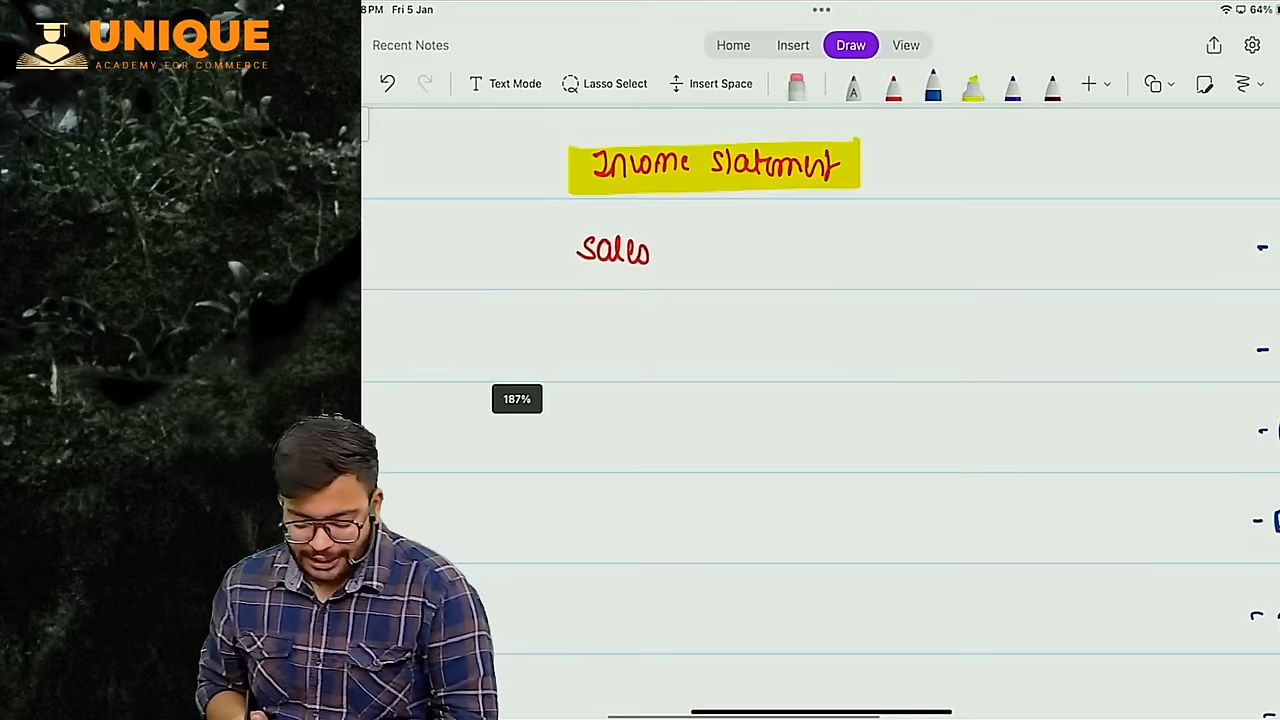 UNIQUE
ACADEMY FOR COMMERCE
8PM Fri 5 Jan
64%
Recent Notes
Home Insert Draw View
Text Mode Lasso Select Insert Space
A
Income statement
sales
187%